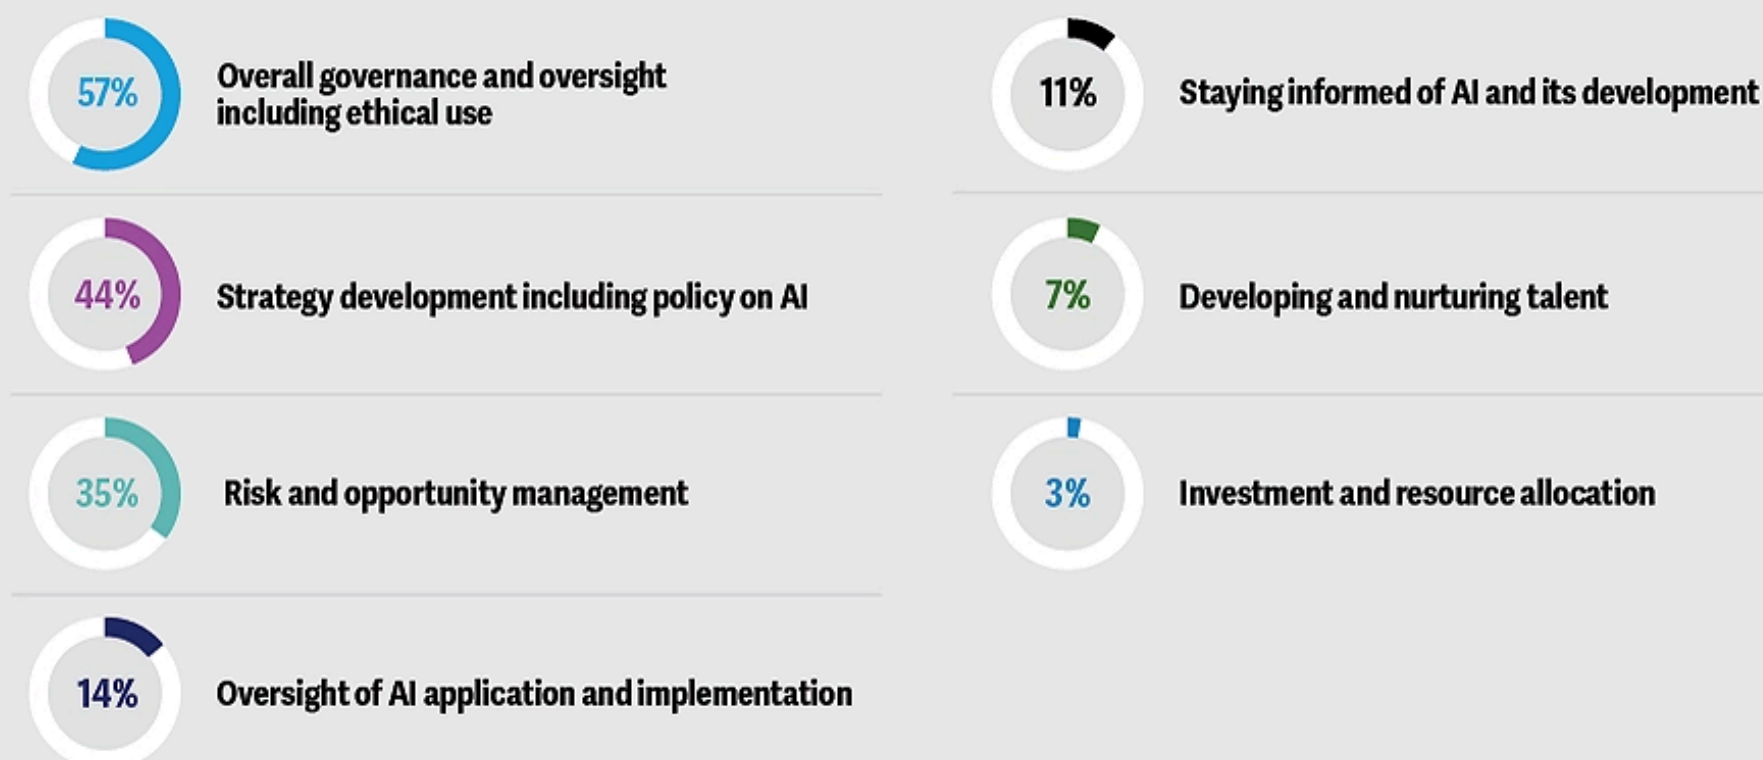 57%
Overall governance and oversight
including ethical use
44%
Strategy development including policy on AI
35%
Risk and opportunity management
14%
Oversight of AI application and implementation
11%
Staying informed of AI and its development
7%
Developing and nurturing talent
3%
Investment and resource allocation